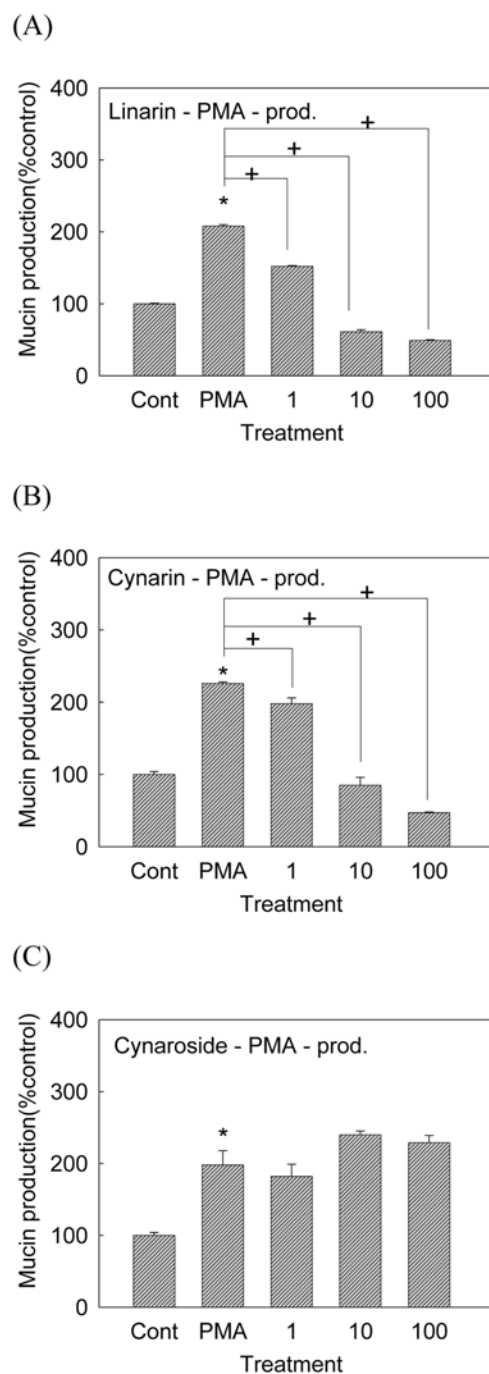 (A)
400
Linarin - PMA - prod.
+
300
+
+
*
200
100
0
Mucin production(%control)
Cont PMA 1 10 100
Treatment
(B)
400
Cynarin - PMA - prod.
+
300
+
+
*
200
100
0
Mucin production(%control)
Cont PMA 1 10 100
Treatment
(C)
400
Cynaroside - PMA - prod.
300
*
200
100
0
Mucin production(%control)
Cont PMA 1 10 100
Treatment